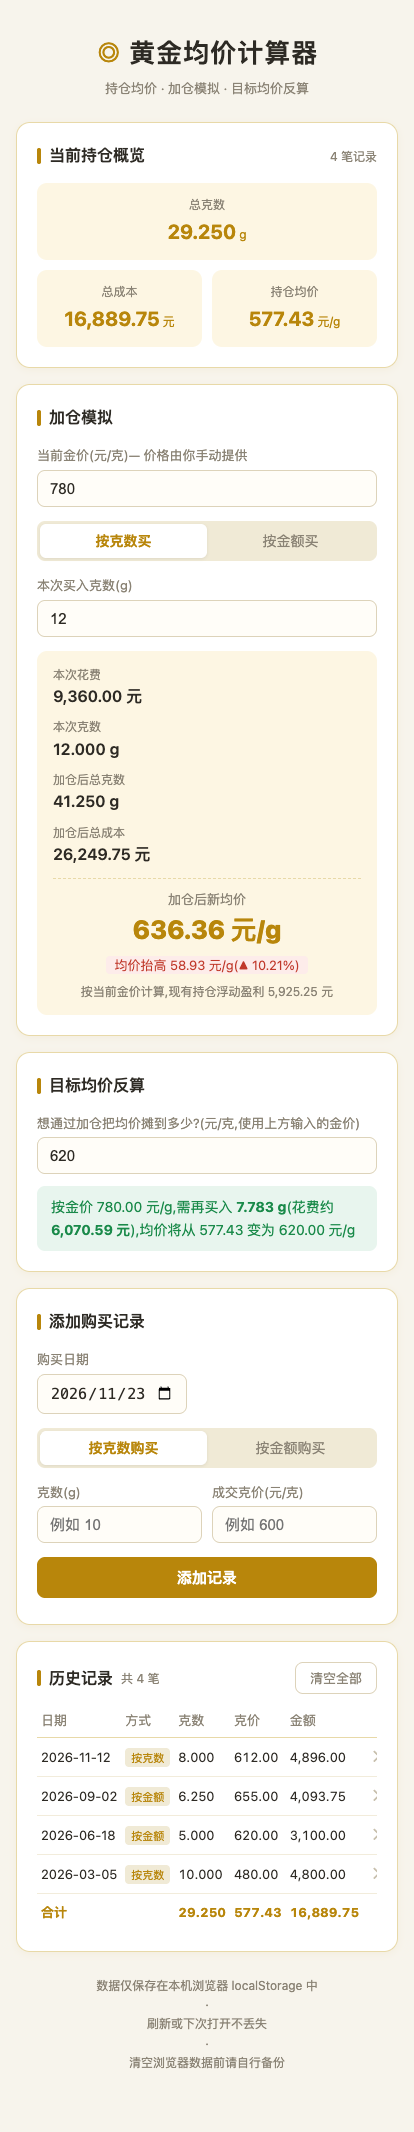 黄金均价计算器
持仓均价 · 加仓模拟 · 目标均价反算
当前持仓概览 4 笔记录
总克数
29.250 g
总成本 持仓均价
16,889.75 元 577.43 元/g
加仓模拟
当前金价(元/克)— 价格由你手动提供
780
按克数买 按金额买
本次买入克数(g)
12
本次花费
9,360.00 元
本次克数
12.000 g
加仓后总克数
41.250 g
加仓后总成本
26,249.75 元
加仓后新均价
636.36 元/g
均价抬高 58.93 元/g(▲ 10.21%)
按当前金价计算,现有持仓浮动盈利 5,925.25 元
目标均价反算
想通过加仓把均价摊到多少?(元/克,使用上方输入的金价)
620
按金价 780.00 元/g,需再买入 7.783 g(花费约
6,070.59 元),均价将从 577.43 变为 620.00 元/g
添加购买记录
购买日期
2026/11/23
按克数购买 按金额购买
克数(g) 成交克价(元/克)
例如 10 例如 600
添加记录
历史记录 共 4 笔 清空全部
日期 方式 克数 克价 金额
2026-11-12 按克数 8.000 612.00 4,896.00
2026-09-02 按金额 6.250 655.00 4,093.75
2026-06-18 按金额 5.000 620.00 3,100.00
2026-03-05 按克数 10.000 480.00 4,800.00
合计 29.250 577.43 16,889.75
数据仅保存在本机浏览器 localStorage 中
·
刷新或下次打开不丢失
·
清空浏览器数据前请自行备份